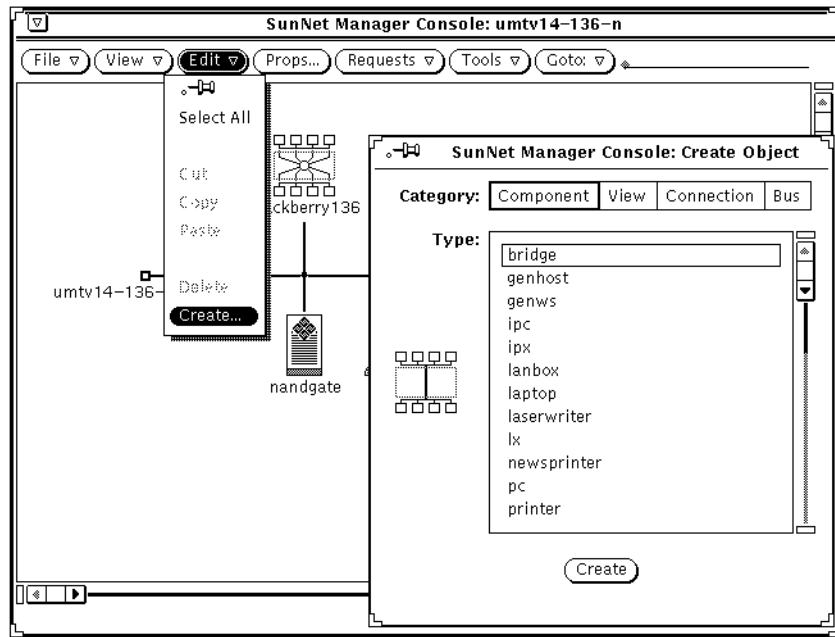 SunNet Manager Console: umtv14-136-n
File View Edit Props... Requests Tools Goto:
Select All
Cut
Copy
Paste
Delete
Create...
ckberry136
umtv14-136-
nandgate
SunNet Manager Console: Create Object
Category: Component View Connection Bus
Type:
bridge
genhost
genws
ipc
ipx
lanbox
laptop
laserwriter
lx
newsprinter
pc
printer
Create